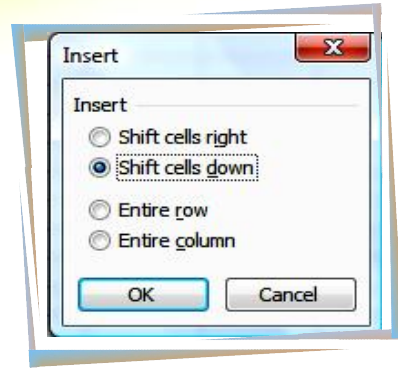 Insert
Insert
Shift cells right
Shift cells down
Entire row
Entire column
OK Cancel